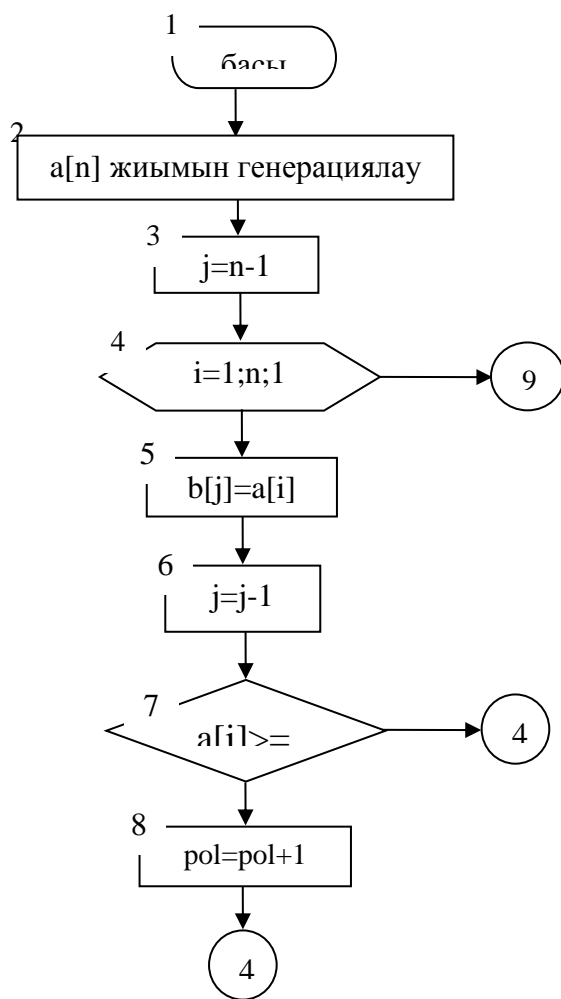 1
басы
2
a[n] жиымын генерациялау
3
j=n-1
4
i=1;n;1
9
5
b[j]=a[i]
6
j=j-1
7
4
8
pol=pol+1
4